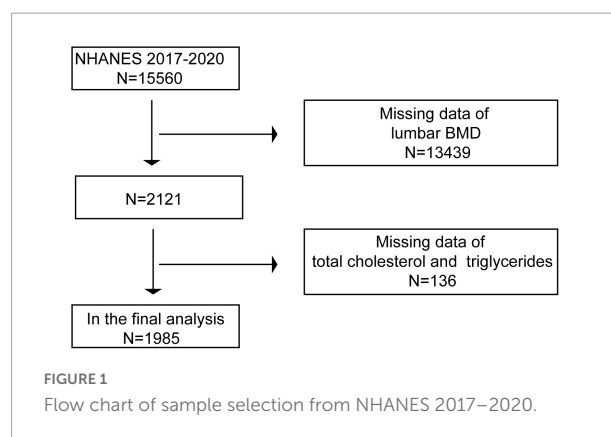 NHANES 2017-2020
N=15560
Missing data of
lumbar BMD
N=13439
N=2121
Missing data of
total cholesterol and triglycerides
N=136
In the final analysis
N=1985
FIGURE 1
Flow chart of sample selection from NHANES 2017–2020.